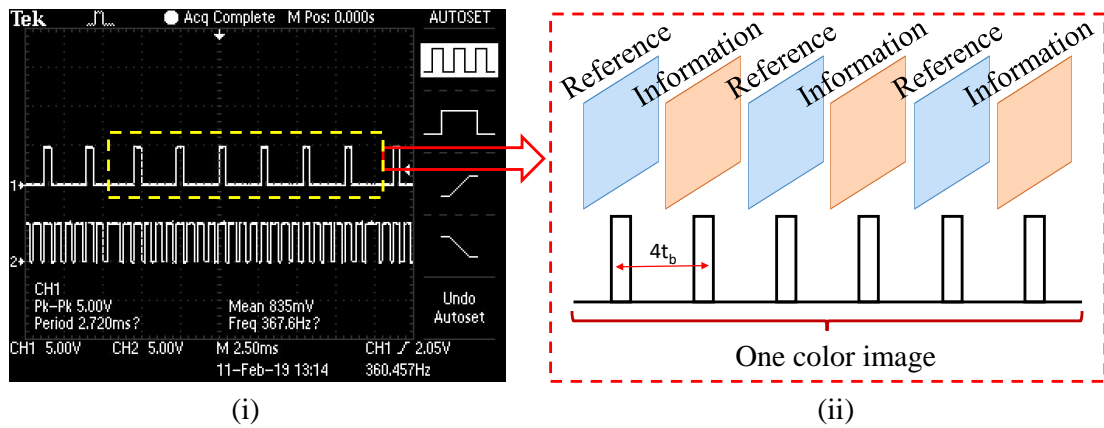 Tek Acq Complete M Pos: 0.000s AUTOSET
1
2
CH1
Pk-Pk 5.00V Mean 835mV
Period 2.720ms? Freq 367.6Hz?
Undo
Autoset
CH1 5.00V CH2 5.00V M 2.50ms CH1 2.05V
11-Feb-19 13:14 360.457Hz
(i)
Reference Information Reference Information Reference Information
4tb
One color image
(ii)